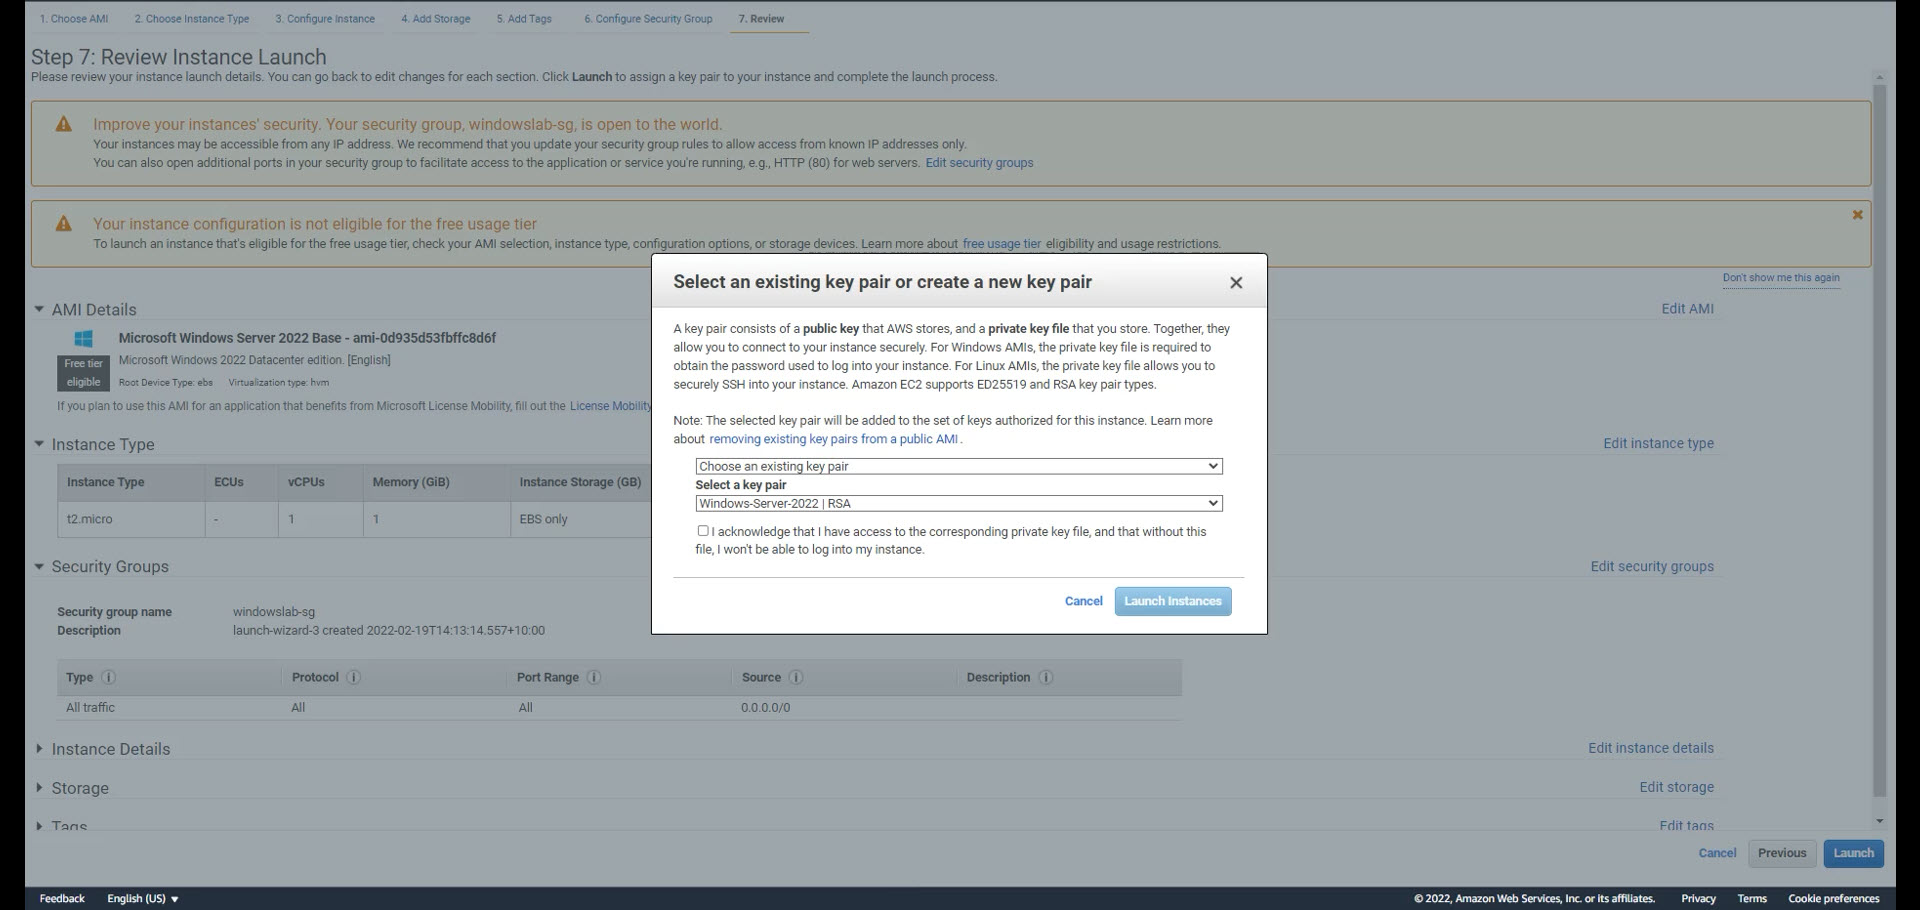 1. Choose AMI 2. Choose Instance Type 3. Configure Instance 4. Add Storage 5. Add Tags 6. Configure Security Group 7. Review
Step 7: Review Instance Launch
Please review your instance launch details. You can go back to edit changes for each section. Click Launch to assign a key pair to your instance and complete the launch process.
Improve your instances' security. Your security group, windowslab-sg, is open to the world.
Your instances may be accessible from any IP address. We recommend that you update your security group rules to allow access from known IP addresses only.
You can also open additional ports in your security group to facilitate access to the application or service you're running, e.g., HTTP (80) for web servers. Edit security groups
Your instance configuration is not eligible for the free usage tier
To launch an instance that's eligible for the free usage tier, check your AMI selection, instance type, configuration options, or storage devices. Learn more about free usage tier eligibility and usage restrictions.
Don't show me this again
AMI Details Edit AMI
Microsoft Windows Server 2022 Base - ami-0d935d53fbffc8d6f
Free tier eligible
Microsoft Windows 2022 Datacenter edition. [English]
Root Device Type: ebs Virtualization type: hvm
If you plan to use this AMI for an application that benefits from Microsoft License Mobility, fill out the License Mobility
Instance Type Edit instance type
Instance Type ECUs vCPUs Memory (GiB) Instance Storage (GB)
t2.micro - 1 1 EBS only
Security Groups Edit security groups
Security group name windowslab-sg
Description launch-wizard-3 created 2022-02-19T14:13:14.557+10:00
Type Protocol Port Range Source Description
All traffic All All 0.0.0.0/0
Instance Details Edit instance details
Storage Edit storage
Tags Edit tags
Cancel Previous Launch
Select an existing key pair or create a new key pair
A key pair consists of a public key that AWS stores, and a private key file that you store. Together, they
allow you to connect to your instance securely. For Windows AMIs, the private key file is required to
obtain the password used to log into your instance. For Linux AMIs, the private key file allows you to
securely SSH into your instance. Amazon EC2 supports ED25519 and RSA key pair types.
Note: The selected key pair will be added to the set of keys authorized for this instance. Learn more
about removing existing key pairs from a public AMI.
Choose an existing key pair
Select a key pair
Windows-Server-2022 | RSA
I acknowledge that I have access to the corresponding private key file, and that without this
file, I won't be able to log into my instance.
Cancel Launch Instances
Feedback English (US) © 2022, Amazon Web Services, Inc. or its affiliates. Privacy Terms Cookie preferences